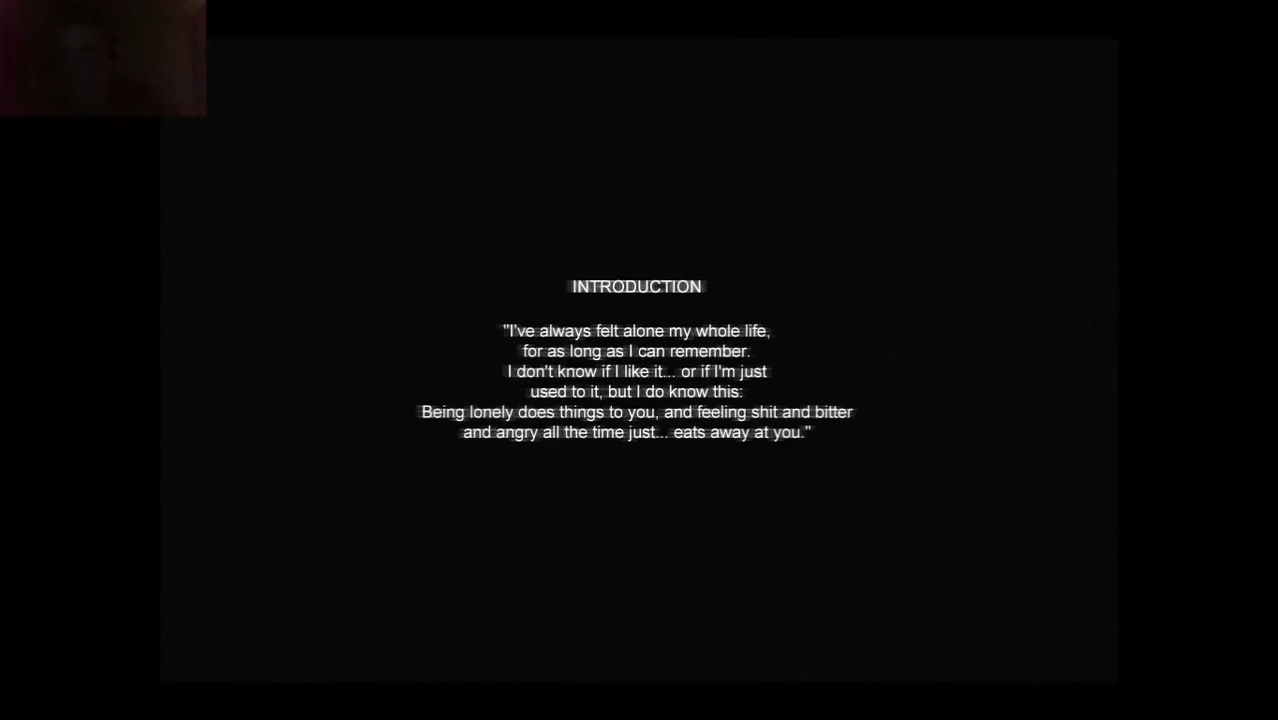 INTRODUCTION
"I've always felt alone my whole life,
for as long as I can remember.
I don't know if I like it... or if I'm just
used to it, but I do know this:
Being lonely does things to you, and feeling shit and bitter
and angry all the time just... eats away at you."